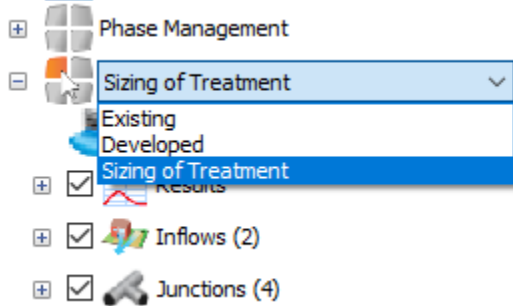 Phase Management
Sizing of Treatment
Existing
Developed
Sizing of Treatment
Results
Inflows (2)
Junctions (4)